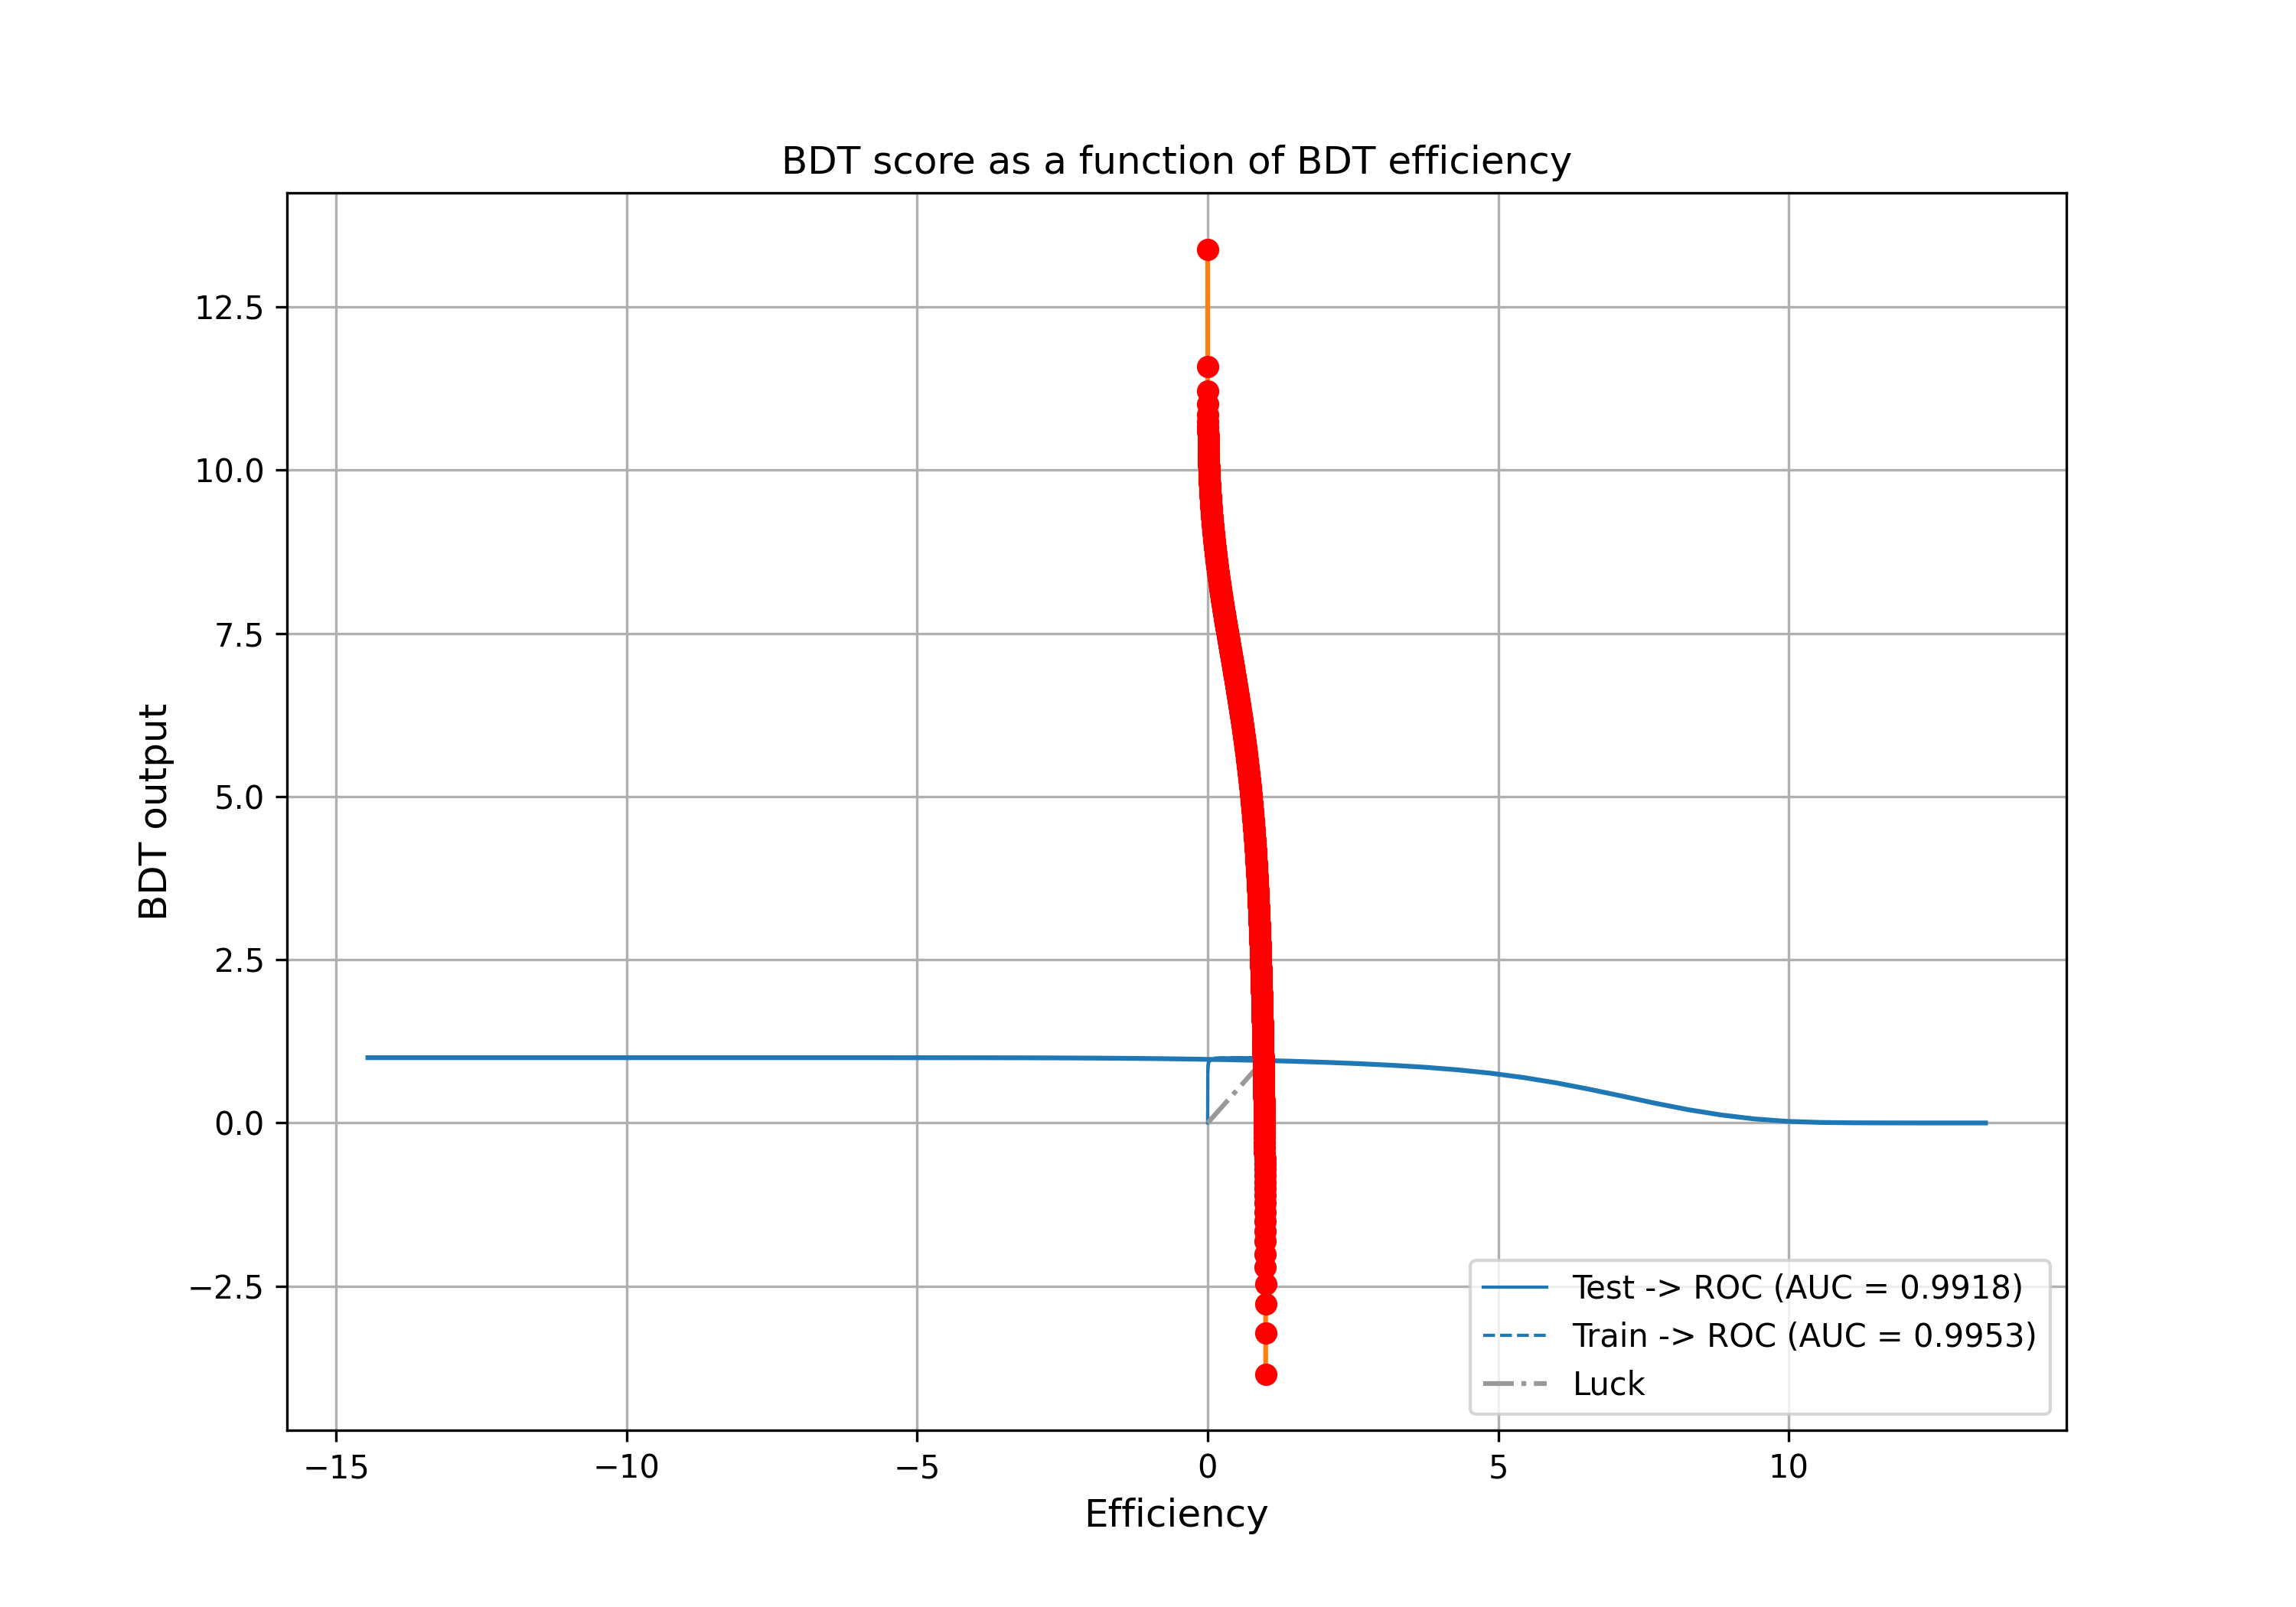 BDT score as a function of BDT efficiency
12.5
10.0
7.5
5.0
2.5
0.0
−2.5
BDT output
−15 −10 −5 0 5 10
Efficiency
Test -> ROC (AUC = 0.9918)
Train -> ROC (AUC = 0.9953)
Luck